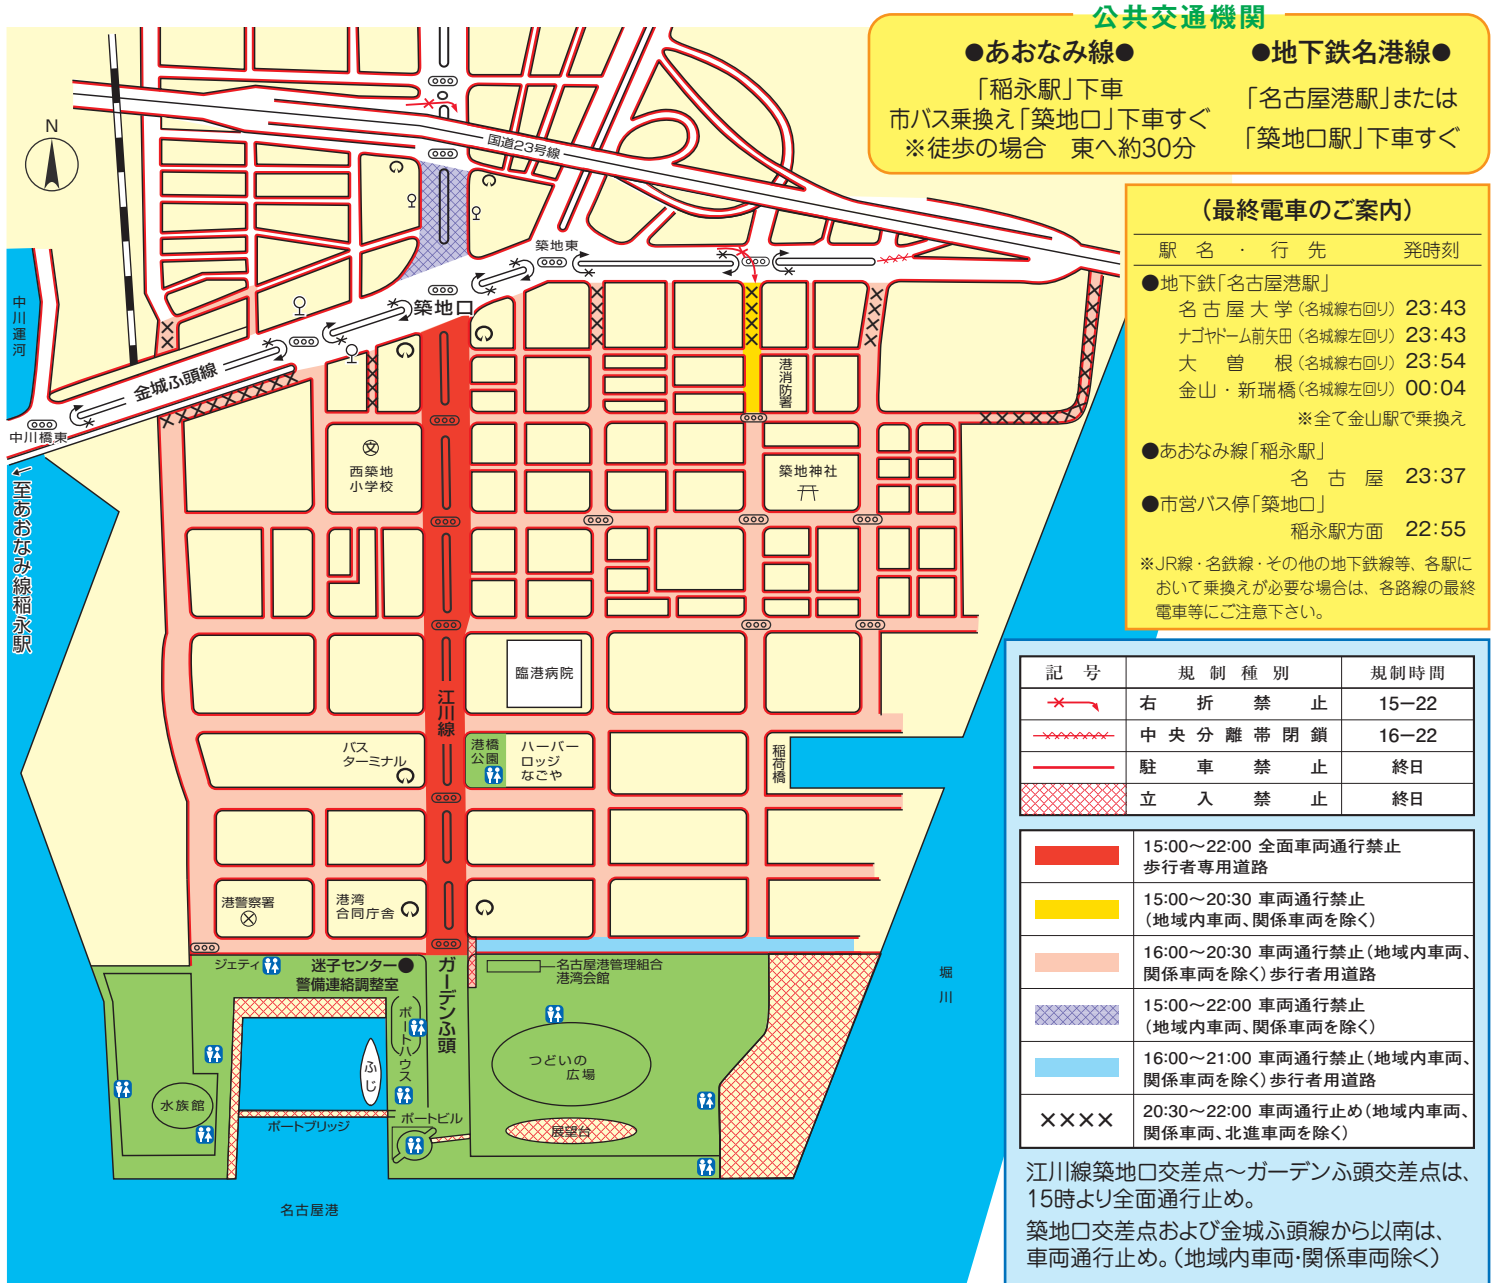 公共交通機関
●あおなみ線●
「稲永駅」下車
市バス乗換え「築地口」下車すぐ
※徒歩の場合　東へ約30分
●地下鉄名港線●
「名古屋港駅」または
「築地口駅」下車すぐ
(最終電車のご案内)
駅名・行先 発時刻
●地下鉄「名古屋港駅」
名古屋大学(名城線右回り) 23:43
ナゴヤドーム前矢田(名城線左回り) 23:43
大曽根(名城線右回り) 23:54
金山・新瑞橋(名城線左回り) 00:04
※全て金山駅で乗換え
●あおなみ線「稲永駅」
名古屋 23:37
●市営バス停「築地口」
稲永駅方面 22:55
※JR線・名鉄線・その他の地下鉄線等、各駅に
おいて乗換えが必要な場合は、各路線の最終
電車等にご注意下さい。
記号 規制種別 規制時間
右折禁止 15−22
中央分離帯閉鎖 16−22
駐車禁止 終日
立入禁止 終日
15:00〜22:00 全面車両通行禁止
歩行者専用道路
15:00〜20:30 車両通行禁止
(地域内車両、関係車両を除く)
16:00〜20:30 車両通行禁止(地域内車両、
関係車両を除く)歩行者用道路
15:00〜22:00 車両通行禁止
(地域内車両、関係車両を除く)
16:00〜21:00 車両通行禁止(地域内車両、
関係車両を除く)歩行者用道路
×××× 20:30〜22:00 車両通行止め(地域内車両、
関係車両、北進車両を除く)
江川線築地口交差点〜ガーデンふ頭交差点は、
15時より全面通行止め。
築地口交差点および金城ふ頭線から以南は、
車両通行止め。(地域内車両・関係車両除く)
N
国道23号線
築地東
築地口
中川運河
金城ふ頭線
中川橋東
←至あおなみ線稲永駅
港消防署
文
西築地
小学校
築地神社
臨港病院
江川線
バス
ターミナル
港橋
公園
ハーバー
ロッジ
なごや
稲荷橋
港警察署
港湾
合同庁舎
ジェティ
迷子センター●
警備連絡調整室
ガーデンふ頭
名古屋港管理組合
港湾会館
堀川
ポートハウス
ふじ
つどいの
広場
水族館
ポートブリッジ
ポートビル
展望台
名古屋港